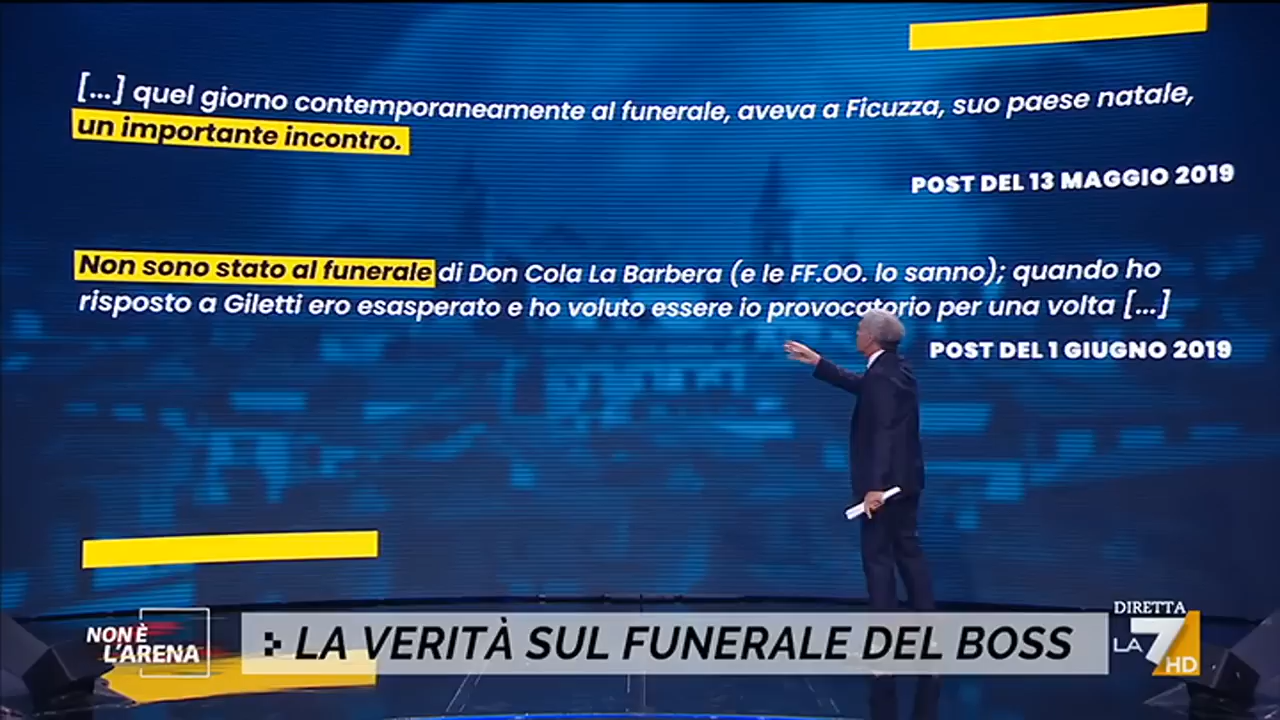 [...] quel giorno contemporaneamente al funerale, aveva a Ficuzza, suo paese natale,
un importante incontro.
POST DEL 13 MAGGIO 2019
Non sono stato al funerale di Don Cola La Barbera (e le FF.OO. lo sanno); quando ho
risposto a Giletti ero esasperato e ho voluto essere io provocatorio per una volta [...]
POST DEL 1 GIUGNO 2019
NON È
L'ARENA
LA VERITÀ SUL FUNERALE DEL BOSS
DIRETTA
LA 7 HD